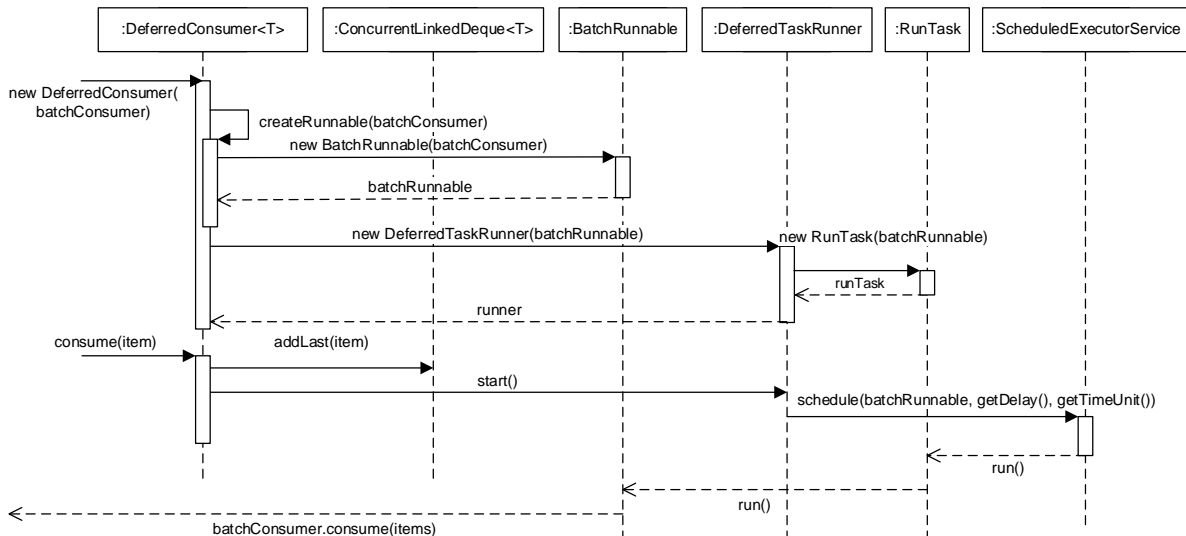 :DeferredConsumer<T>
:ConcurrentLinkedDeque<T>
:BatchRunnable
:DeferredTaskRunner
:RunTask
:ScheduledExecutorService
new DeferredConsumer(
batchConsumer)
createRunnable(batchConsumer)
new BatchRunnable(batchConsumer)
batchRunnable
new DeferredTaskRunner(batchRunnable)
new RunTask(batchRunnable)
runTask
runner
consume(item)
addLast(item)
start()
schedule(batchRunnable, getDelay(), getTimeUnit())
run()
run()
batchConsumer.consume(items)